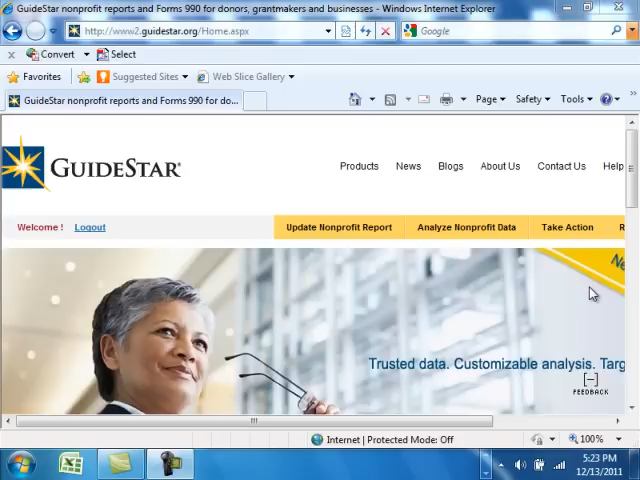 GuideStar nonprofit reports and Forms 990 for donors, grantmakers and businesses - Windows Internet Explorer
http://www2.guidestar.org/Home.aspx
Google
x Convert Select
Favorites Suggested Sites Web Slice Gallery
GuideStar nonprofit reports and Forms 990 for do...
Page Safety Tools
GUIDESTAR®
Products News Blogs About Us Contact Us Help
Welcome ! Logout
Update Nonprofit Report Analyze Nonprofit Data Take Action R
Ne
Trusted data. Customizable analysis. Targ
[–]
FEEDBACK
Internet | Protected Mode: Off
100%
5:23 PM
12/13/2011